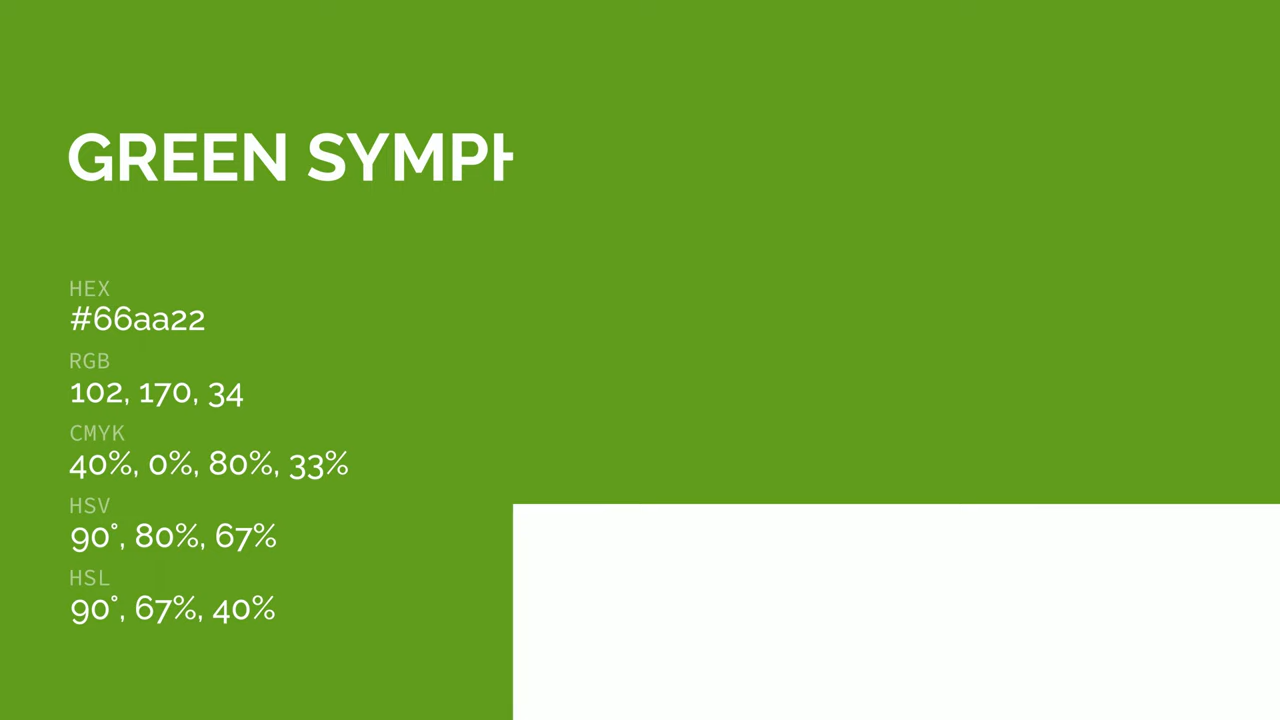 GREEN SYMPH
HEX
#66aa22
RGB
102, 170, 34
CMYK
40%, 0%, 80%, 33%
HSV
90°, 80%, 67%
HSL
90°, 67%, 40%